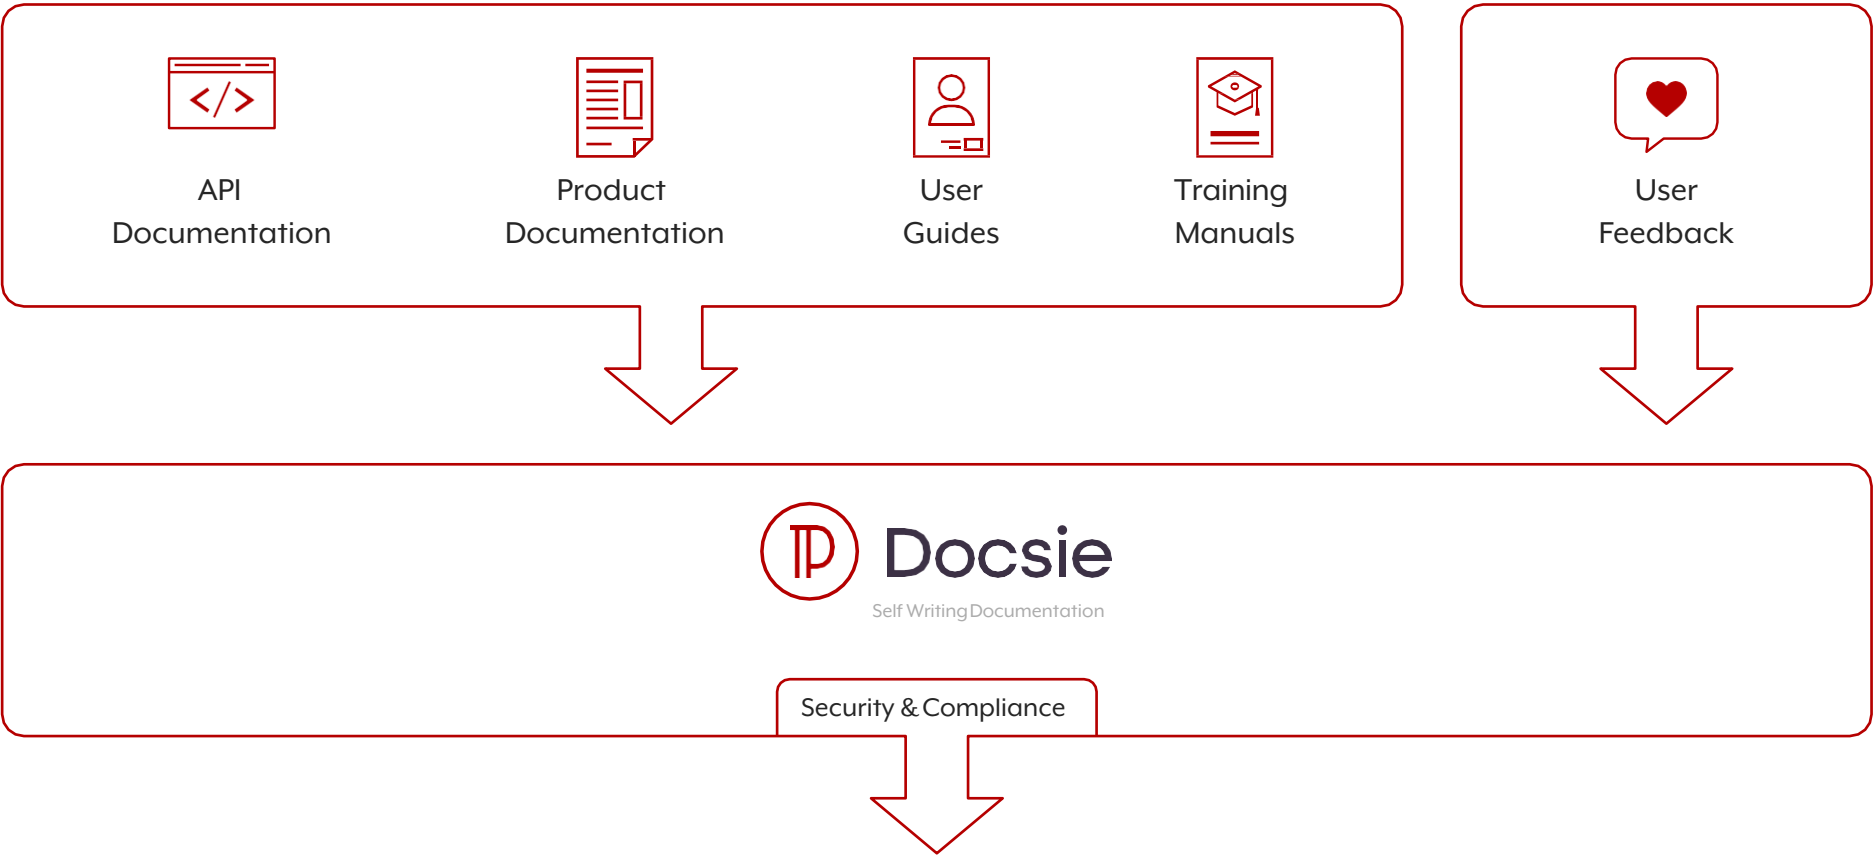 API
Documentation
Product
Documentation
User
Guides
Training
Manuals
User
Feedback
Docsie
Self Writing Documentation
Security & Compliance